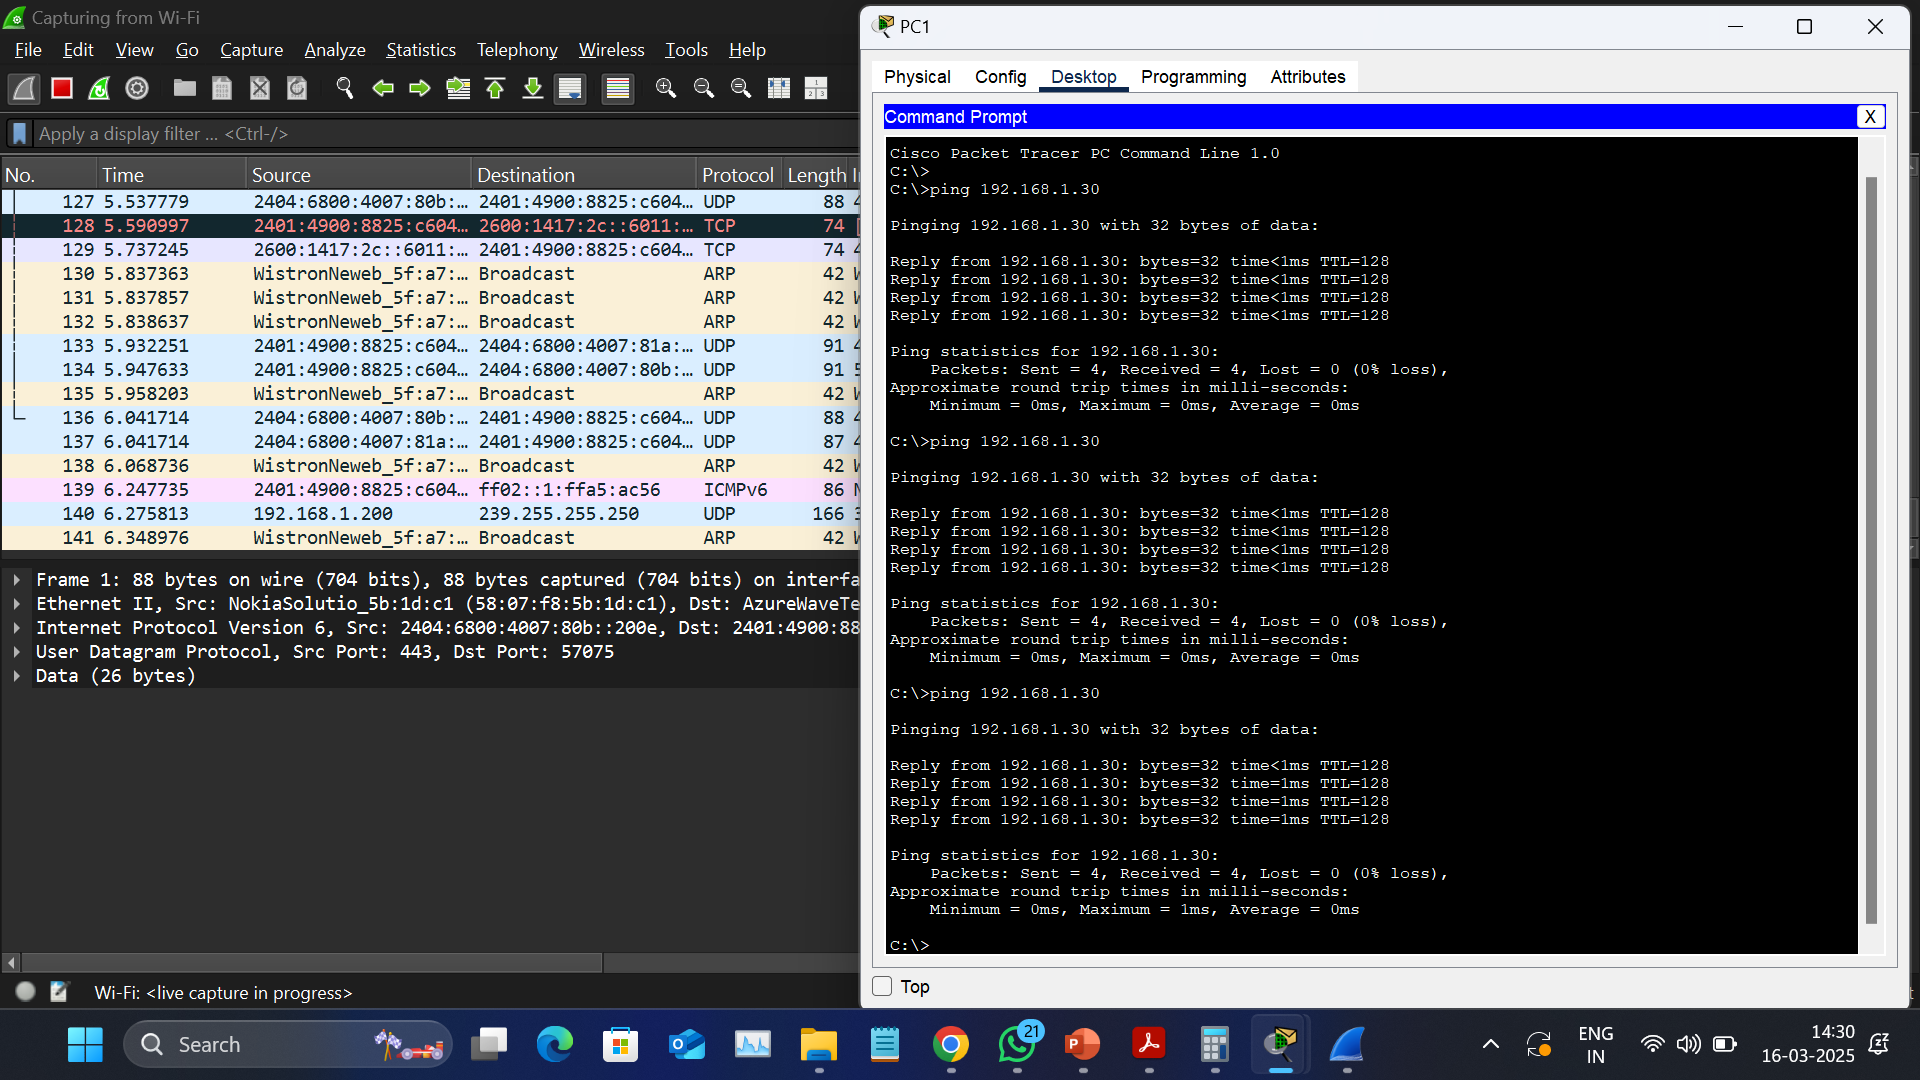 Capturing from Wi-Fi
File Edit View Go Capture Analyze Statistics Telephony Wireless Tools Help
Apply a display filter ... <Ctrl-/>
No. Time Source Destination Protocol Length
127 5.537779 2404:6800:4007:80b:... 2401:4900:8825:c604... UDP 88
128 5.590997 2401:4900:8825:c604... 2600:1417:2c::6011:... TCP 74
129 5.737245 2600:1417:2c::6011:... 2401:4900:8825:c604... TCP 74
130 5.837363 WistronNeweb_5f:a7:... Broadcast ARP 42
131 5.837857 WistronNeweb_5f:a7:... Broadcast ARP 42
132 5.838637 WistronNeweb_5f:a7:... Broadcast ARP 42
133 5.932251 2401:4900:8825:c604... 2404:6800:4007:81a:... UDP 91
134 5.947633 2401:4900:8825:c604... 2404:6800:4007:80b:... UDP 91
135 5.958203 WistronNeweb_5f:a7:... Broadcast ARP 42
136 6.041714 2404:6800:4007:80b:... 2401:4900:8825:c604... UDP 88
137 6.041714 2404:6800:4007:81a:... 2401:4900:8825:c604... UDP 87
138 6.068736 WistronNeweb_5f:a7:... Broadcast ARP 42
139 6.247735 2401:4900:8825:c604... ff02::1:ffa5:ac56 ICMPv6 86
140 6.275813 192.168.1.200 239.255.255.250 UDP 166
141 6.348976 WistronNeweb_5f:a7:... Broadcast ARP 42
Frame 1: 88 bytes on wire (704 bits), 88 bytes captured (704 bits) on interfa
Ethernet II, Src: NokiaSolutio_5b:1d:c1 (58:07:f8:5b:1d:c1), Dst: AzureWaveTe
Internet Protocol Version 6, Src: 2404:6800:4007:80b::200e, Dst: 2401:4900:88
User Datagram Protocol, Src Port: 443, Dst Port: 57075
Data (26 bytes)
Wi-Fi: <live capture in progress>
PC1
Physical Config Desktop Programming Attributes
Command Prompt
X
Cisco Packet Tracer PC Command Line 1.0
C:\>
C:\>ping 192.168.1.30
Pinging 192.168.1.30 with 32 bytes of data:
Reply from 192.168.1.30: bytes=32 time<1ms TTL=128
Reply from 192.168.1.30: bytes=32 time<1ms TTL=128
Reply from 192.168.1.30: bytes=32 time<1ms TTL=128
Reply from 192.168.1.30: bytes=32 time<1ms TTL=128
Ping statistics for 192.168.1.30:
Packets: Sent = 4, Received = 4, Lost = 0 (0% loss),
Approximate round trip times in milli-seconds:
Minimum = 0ms, Maximum = 0ms, Average = 0ms
C:\>ping 192.168.1.30
Pinging 192.168.1.30 with 32 bytes of data:
Reply from 192.168.1.30: bytes=32 time<1ms TTL=128
Reply from 192.168.1.30: bytes=32 time<1ms TTL=128
Reply from 192.168.1.30: bytes=32 time<1ms TTL=128
Reply from 192.168.1.30: bytes=32 time<1ms TTL=128
Ping statistics for 192.168.1.30:
Packets: Sent = 4, Received = 4, Lost = 0 (0% loss),
Approximate round trip times in milli-seconds:
Minimum = 0ms, Maximum = 0ms, Average = 0ms
C:\>ping 192.168.1.30
Pinging 192.168.1.30 with 32 bytes of data:
Reply from 192.168.1.30: bytes=32 time<1ms TTL=128
Reply from 192.168.1.30: bytes=32 time=1ms TTL=128
Reply from 192.168.1.30: bytes=32 time=1ms TTL=128
Reply from 192.168.1.30: bytes=32 time=1ms TTL=128
Ping statistics for 192.168.1.30:
Packets: Sent = 4, Received = 4, Lost = 0 (0% loss),
Approximate round trip times in milli-seconds:
Minimum = 0ms, Maximum = 1ms, Average = 0ms
C:\>
Top
Search
21
ENG
IN
14:30
16-03-2025